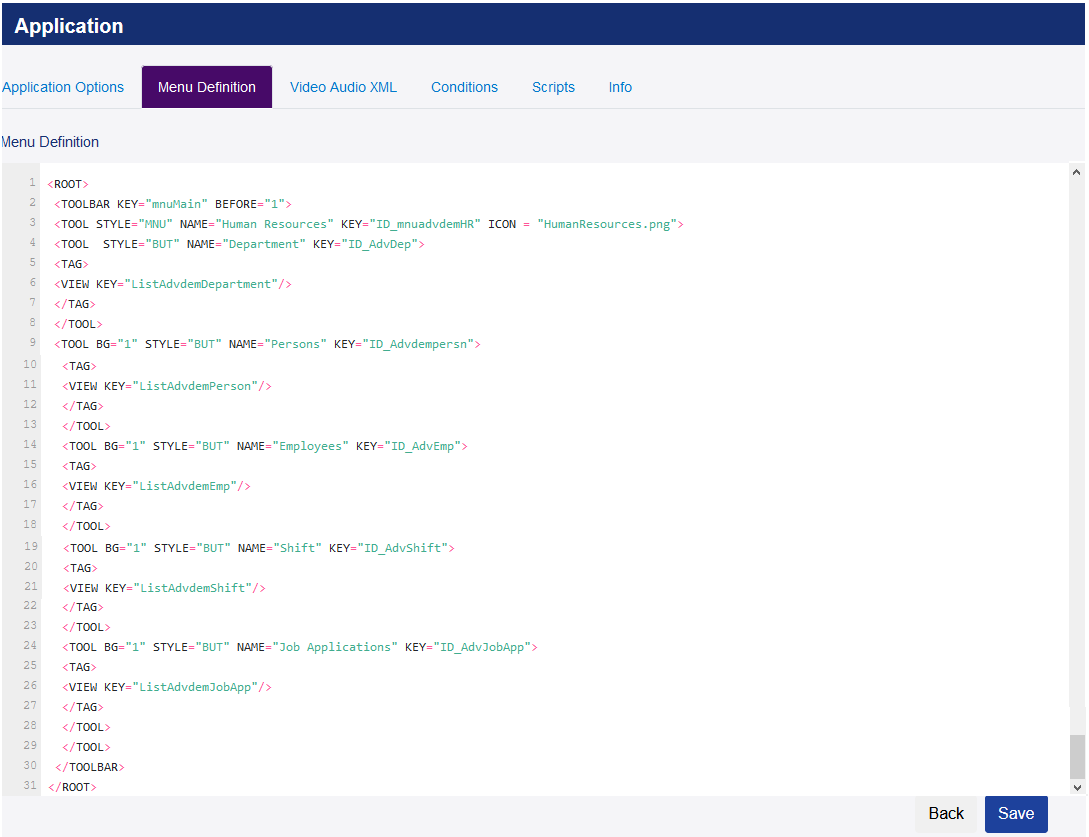 Application
Application Options Menu Definition Video Audio XML Conditions Scripts Info
Menu Definition
1 <ROOT>
2 <TOOLBAR KEY="mnuMain" BEFORE="1">
3 <TOOL STYLE="MNU" NAME="Human Resources" KEY="ID_mnuadvdemHR" ICON = "HumanResources.png">
4 <TOOL  STYLE="BUT" NAME="Department" KEY="ID_AdvDep">
5 <TAG>
6 <VIEW KEY="ListAdvdemDepartment"/>
7 </TAG>
8 </TOOL>
9 <TOOL BG="1" STYLE="BUT" NAME="Persons" KEY="ID_Advdempersn">
10 <TAG>
11 <VIEW KEY="ListAdvdemPerson"/>
12 </TAG>
13 </TOOL>
14 <TOOL BG="1" STYLE="BUT" NAME="Employees" KEY="ID_AdvEmp">
15 <TAG>
16 <VIEW KEY="ListAdvdemEmp"/>
17 </TAG>
18 </TOOL>
19 <TOOL BG="1" STYLE="BUT" NAME="Shift" KEY="ID_AdvShift">
20 <TAG>
21 <VIEW KEY="ListAdvdemShift"/>
22 </TAG>
23 </TOOL>
24 <TOOL BG="1" STYLE="BUT" NAME="Job Applications" KEY="ID_AdvJobApp">
25 <TAG>
26 <VIEW KEY="ListAdvdemJobApp"/>
27 </TAG>
28 </TOOL>
29 </TOOL>
30 </TOOLBAR>
31 </ROOT>
Back Save